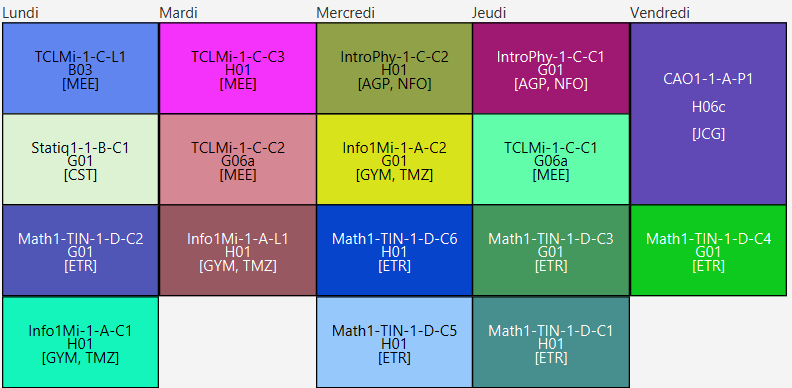 Lundi
Mardi
Mercredi
Jeudi
Vendredi
TCLMi-1-C-L1
B03
[MEE]
TCLMi-1-C-C3
H01
[MEE]
IntroPhy-1-C-C2
H01
[AGP, NFO]
IntroPhy-1-C-C1
G01
[AGP, NFO]
CAO1-1-A-P1
H06c
[JCG]
Statiq1-1-B-C1
G01
[CST]
TCLMi-1-C-C2
G06a
[MEE]
Info1Mi-1-A-C2
G01
[GYM, TMZ]
TCLMi-1-C-C1
G06a
[MEE]
Math1-TIN-1-D-C2
G01
[ETR]
Info1Mi-1-A-L1
H01
[GYM, TMZ]
Math1-TIN-1-D-C6
H01
[ETR]
Math1-TIN-1-D-C3
G01
[ETR]
Math1-TIN-1-D-C4
G01
[ETR]
Info1Mi-1-A-C1
H01
[GYM, TMZ]
Math1-TIN-1-D-C5
H01
[ETR]
Math1-TIN-1-D-C1
H01
[ETR]